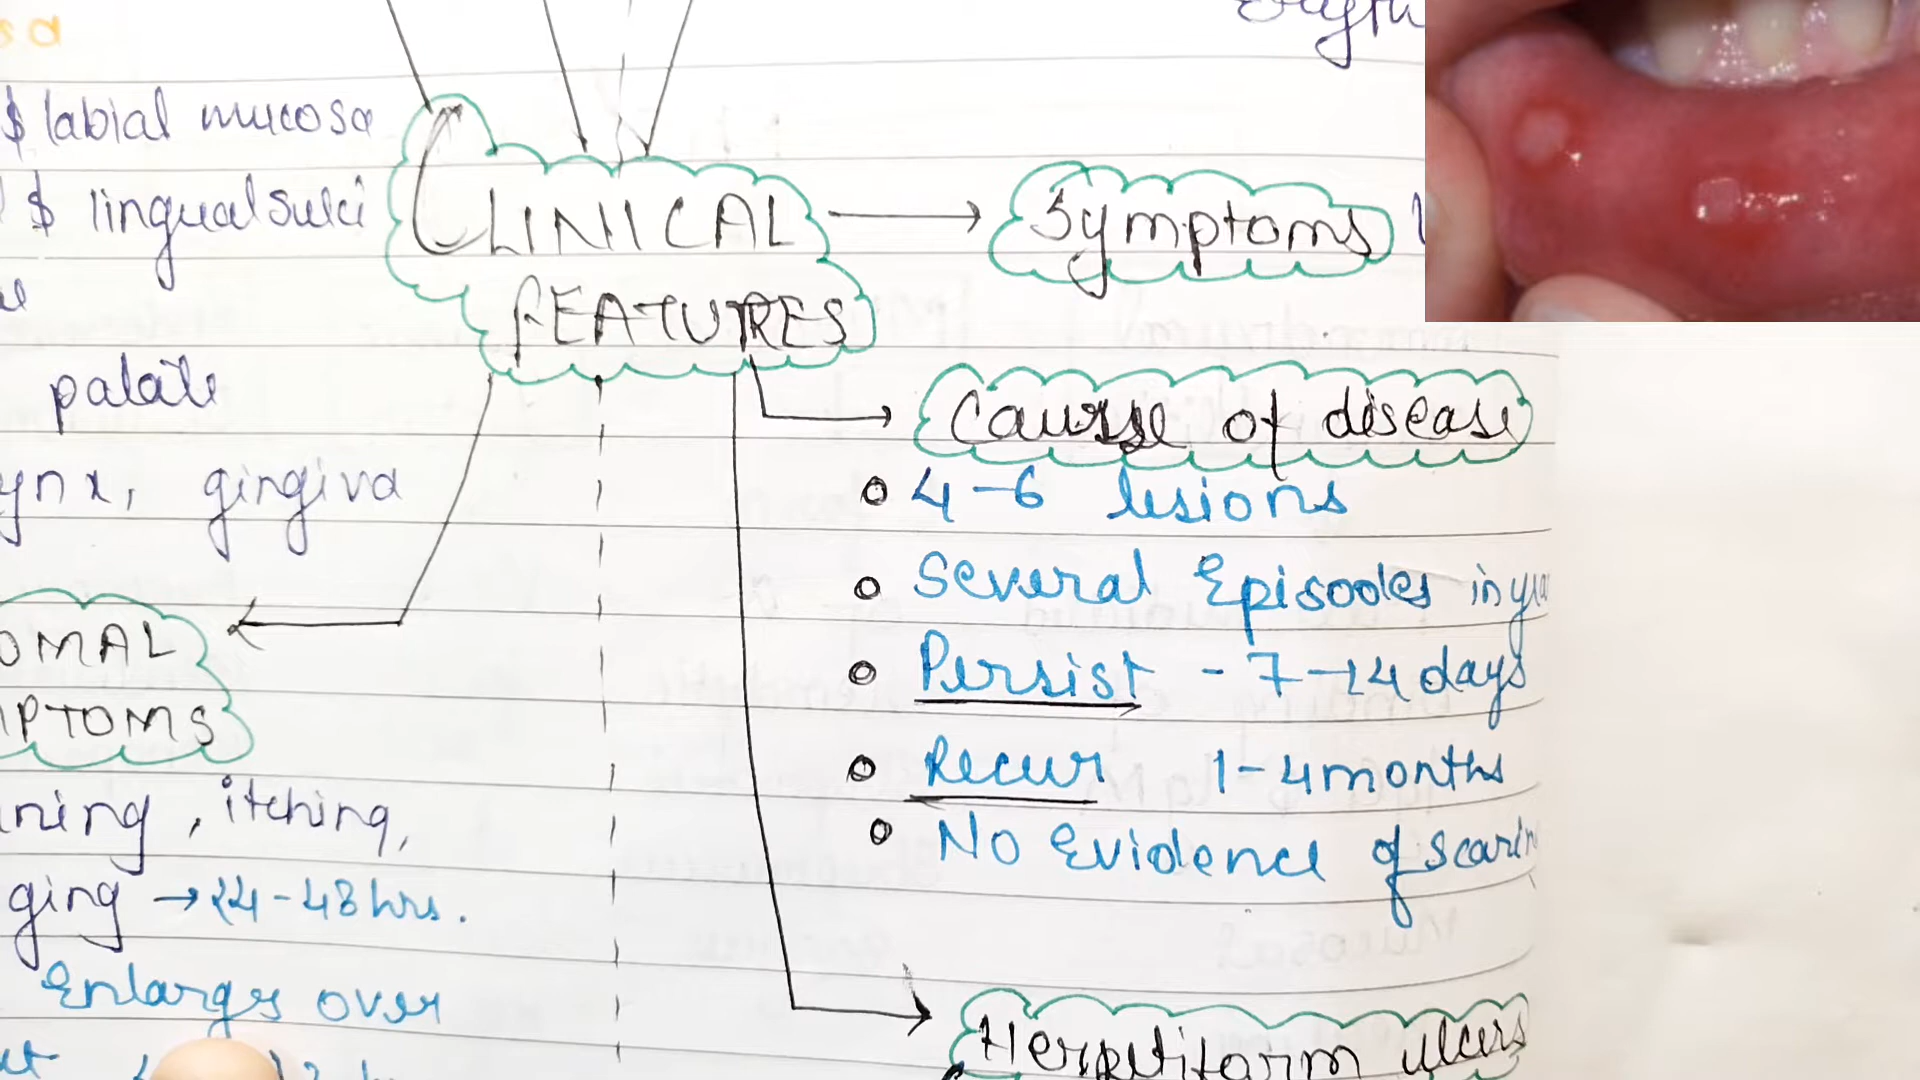 & labial mucosa
& lingual sulci
palate
ynx, gingiva
CLINICAL
FEATURES
Symptoms
Course of disease
4-6 lesions
Several Episodes in
Persist - 7-14 days
Recur 1-4 months
No Evidence of scarin
OMAL
PTOMS
ning, itching,
ging → 24-48 hrs.
Enlarges over
Herpetiform ulcers